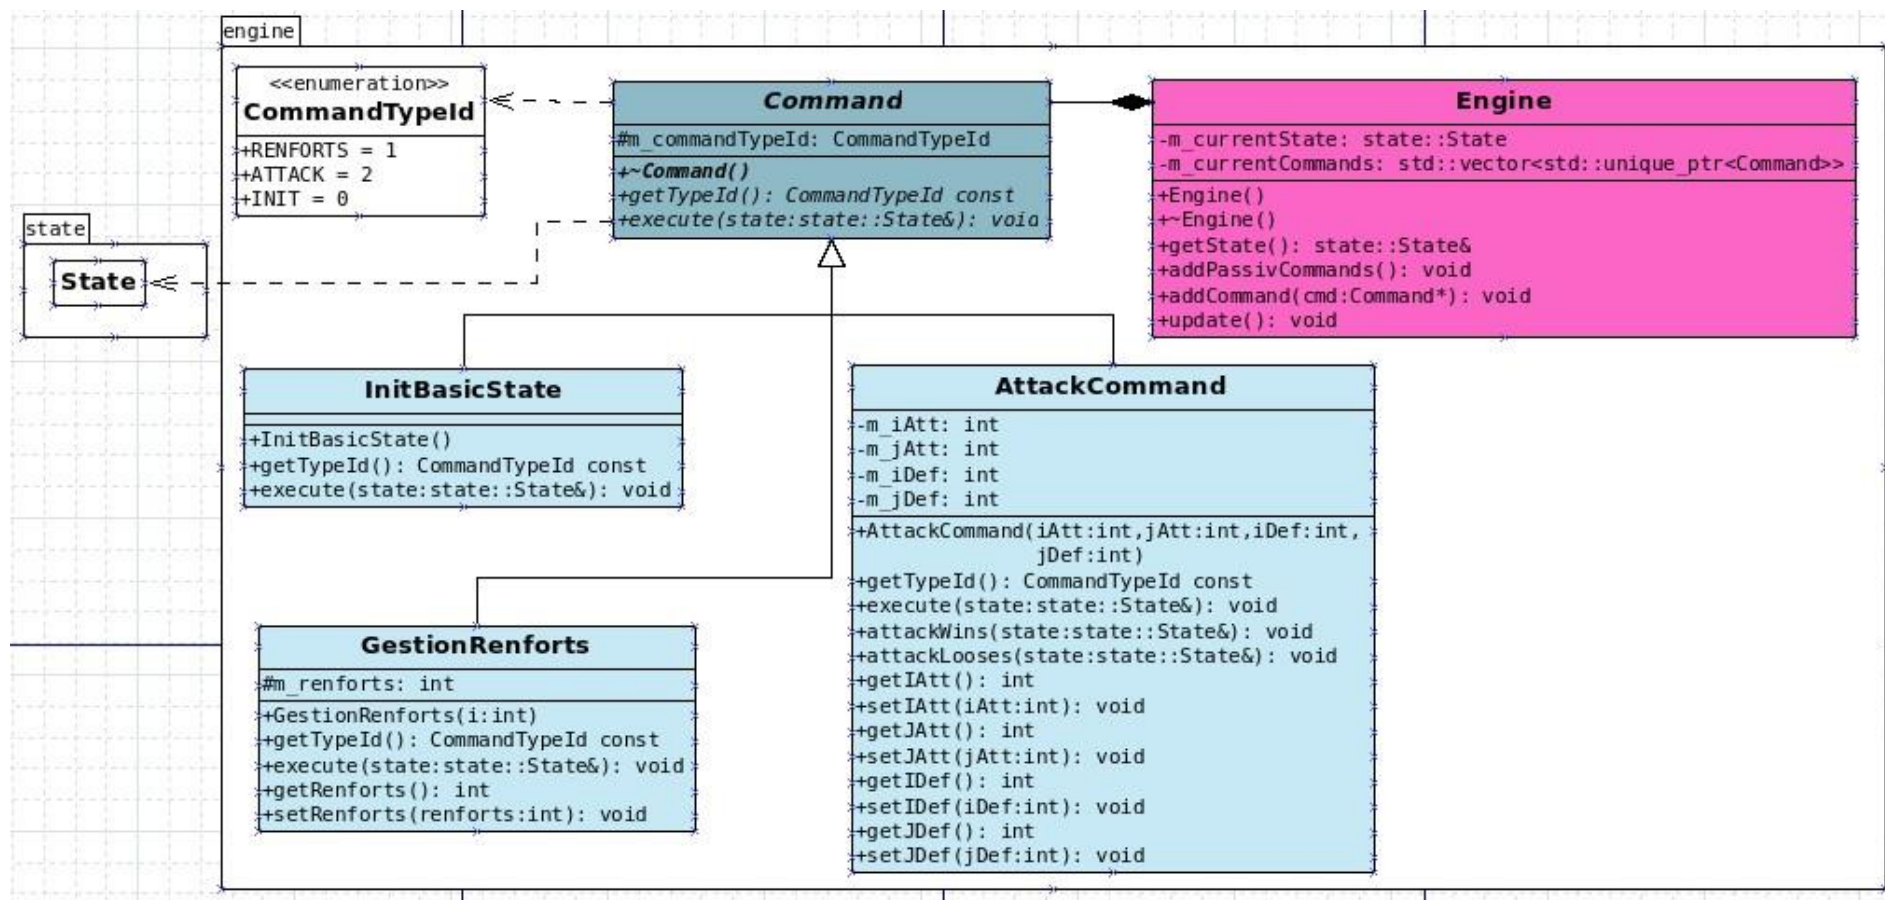 engine
<<enumeration>>
CommandTypeId
+RENFORTS = 1
+ATTACK = 2
+INIT = 0
state
State
Command
#m_commandTypeId: CommandTypeId
+~Command()
+getTypeId(): CommandTypeId const
+execute(state:state::State&): void
Engine
-m_currentState: state::State
-m_currentCommands: std::vector<std::unique_ptr<Command>>
+Engine()
+~Engine()
+getState(): state::State&
+addPassivCommands(): void
+addCommand(cmd:Command*): void
+update(): void
InitBasicState
+InitBasicState()
+getTypeId(): CommandTypeId const
+execute(state:state::State&): void
AttackCommand
-m_iAtt: int
-m_jAtt: int
-m_iDef: int
-m_jDef: int
+AttackCommand(iAtt:int,jAtt:int,iDef:int,
jDef:int)
+getTypeId(): CommandTypeId const
+execute(state:state::State&): void
+attackWins(state:state::State&): void
+attackLooses(state:state::State&): void
+getIAtt(): int
+setIAtt(iAtt:int): void
+getJAtt(): int
+setJAtt(jAtt:int): void
+getIDef(): int
+setIDef(iDef:int): void
+getJDef(): int
+setJDef(jDef:int): void
GestionRenforts
#m_renforts: int
+GestionRenforts(i:int)
+getTypeId(): CommandTypeId const
+execute(state:state::State&): void
+getRenforts(): int
+setRenforts(renforts:int): void